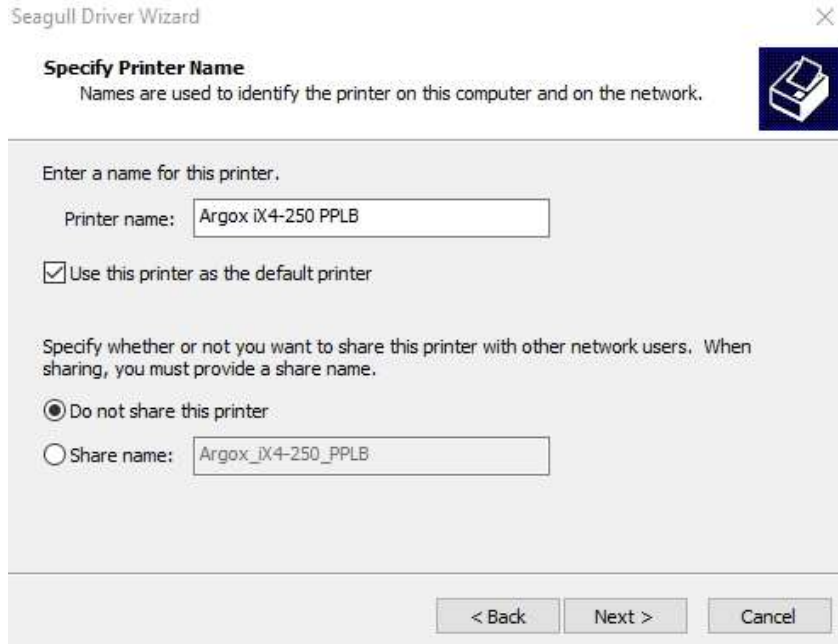 Seagull Driver Wizard
Specify Printer Name
Names are used to identify the printer on this computer and on the network.
Enter a name for this printer.
Printer name: Argox iX4-250 PPLB
Use this printer as the default printer
Specify whether or not you want to share this printer with other network users. When
sharing, you must provide a share name.
Do not share this printer
Share name: Argox_iX4-250_PPLB
< Back Next > Cancel